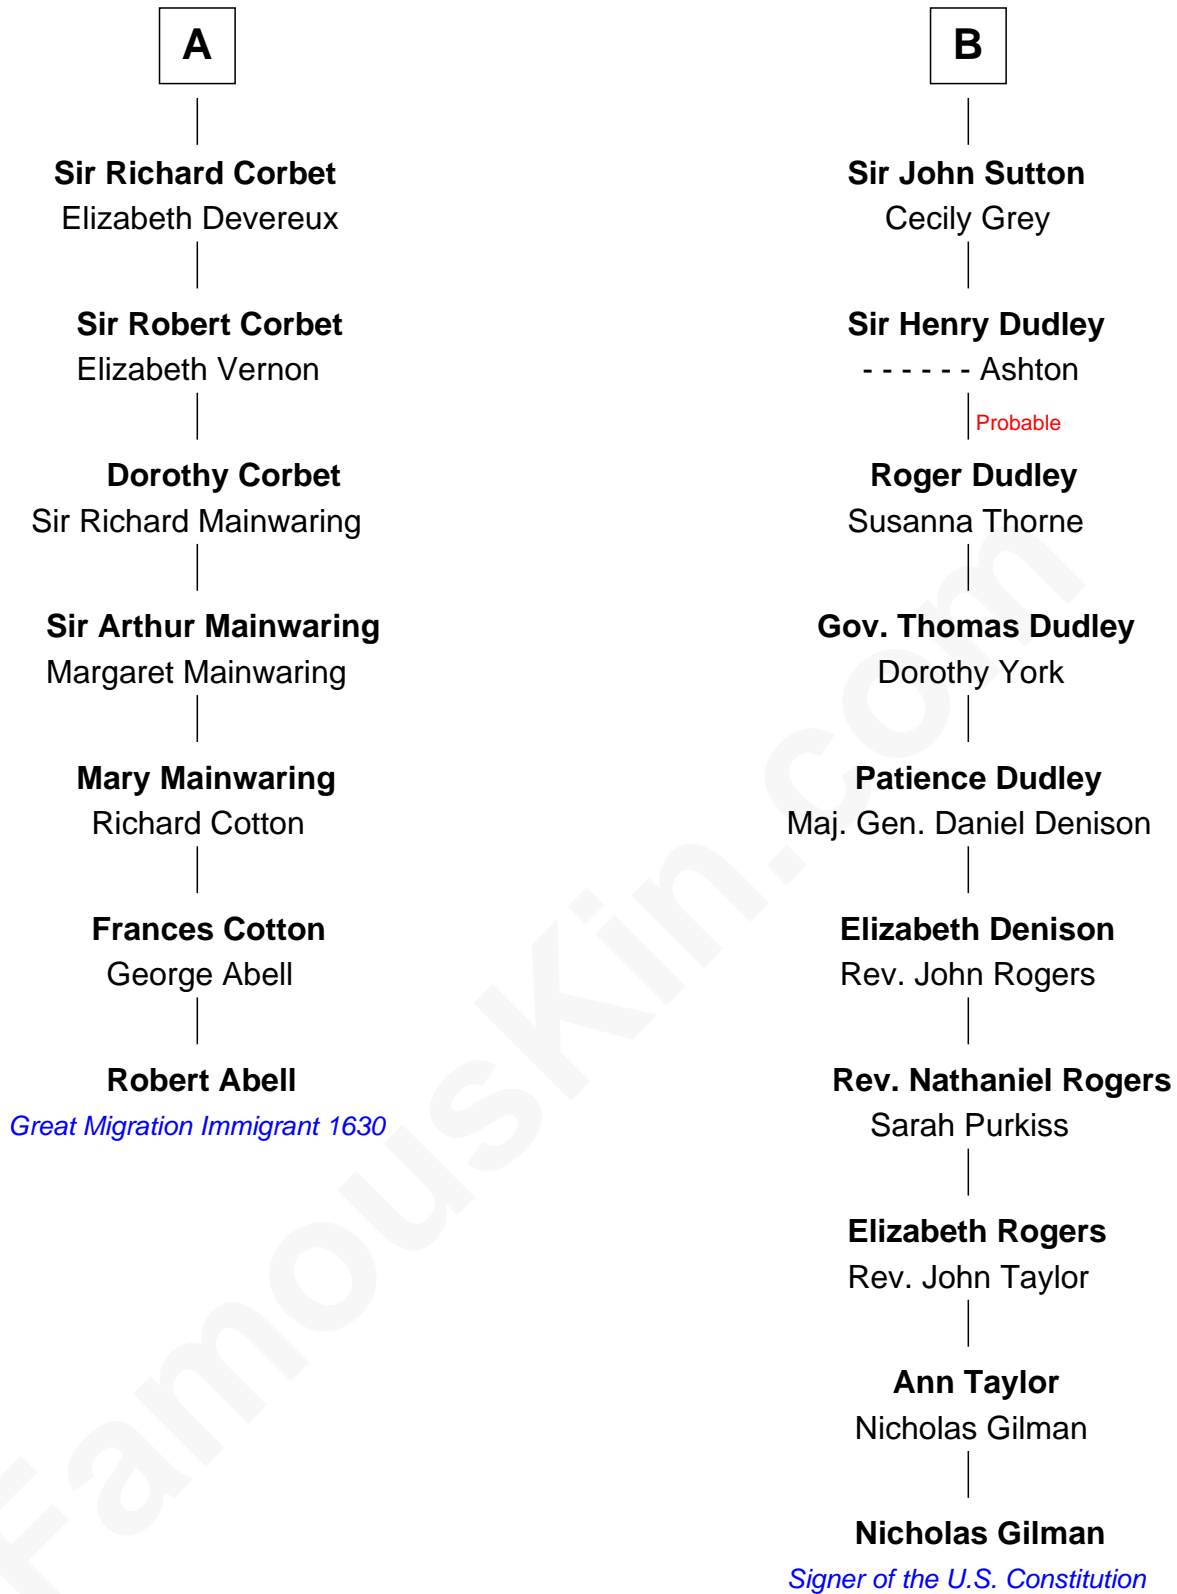 A
Sir Richard Corbet
Elizabeth Devereux
Sir Robert Corbet
Elizabeth Vernon
Dorothy Corbet
Sir Richard Mainwaring
Sir Arthur Mainwaring
Margaret Mainwaring
Mary Mainwaring
Richard Cotton
Frances Cotton
George Abell
Robert Abell
Great Migration Immigrant 1630
B
Sir John Sutton
Cecily Grey
Sir Henry Dudley
- - - - - - Ashton
Probable
Roger Dudley
Susanna Thorne
Gov. Thomas Dudley
Dorothy York
Patience Dudley
Maj. Gen. Daniel Denison
Elizabeth Denison
Rev. John Rogers
Rev. Nathaniel Rogers
Sarah Purkiss
Elizabeth Rogers
Rev. John Taylor
Ann Taylor
Nicholas Gilman
Nicholas Gilman
Signer of the U.S. Constitution
FamousKin.com